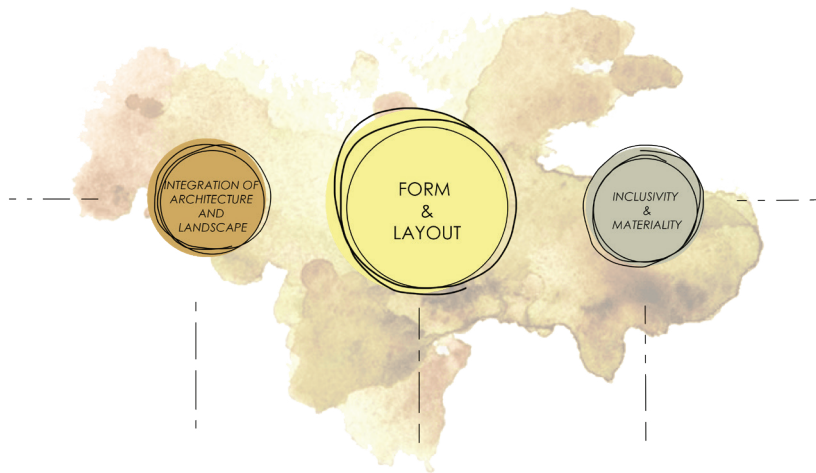 INTEGRATION OF
ARCHITECTURE
AND
LANDSCAPE
FORM
&
LAYOUT
INCLUSIVITY
&
MATERIALITY